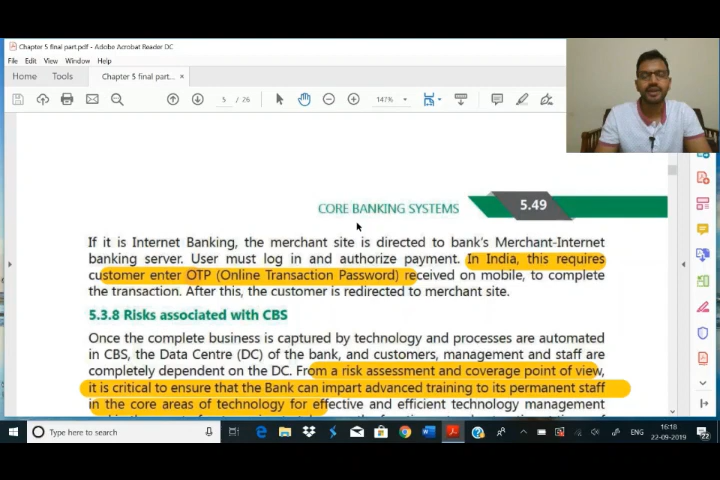 Chapter 5 final part.pdf - Adobe Acrobat Reader DC
File Edit View Window Help
Home Tools Chapter 5 final part.... ×
5 / 26 147%
CORE BANKING SYSTEMS 5.49
If it is Internet Banking, the merchant site is directed to bank's Merchant-Internet
banking server. User must log in and authorize payment. In India, this requires
customer enter OTP (Online Transaction Password) received on mobile, to complete
the transaction. After this, the customer is redirected to merchant site.
5.3.8 Risks associated with CBS
Once the complete business is captured by technology and processes are automated
in CBS, the Data Centre (DC) of the bank, and customers, management and staff are
completely dependent on the DC. From a risk assessment and coverage point of view,
it is critical to ensure that the Bank can impart advanced training to its permanent staff
in the core areas of technology for effective and efficient technology management
Type here to search
ENG
16:18
22-09-2019
22